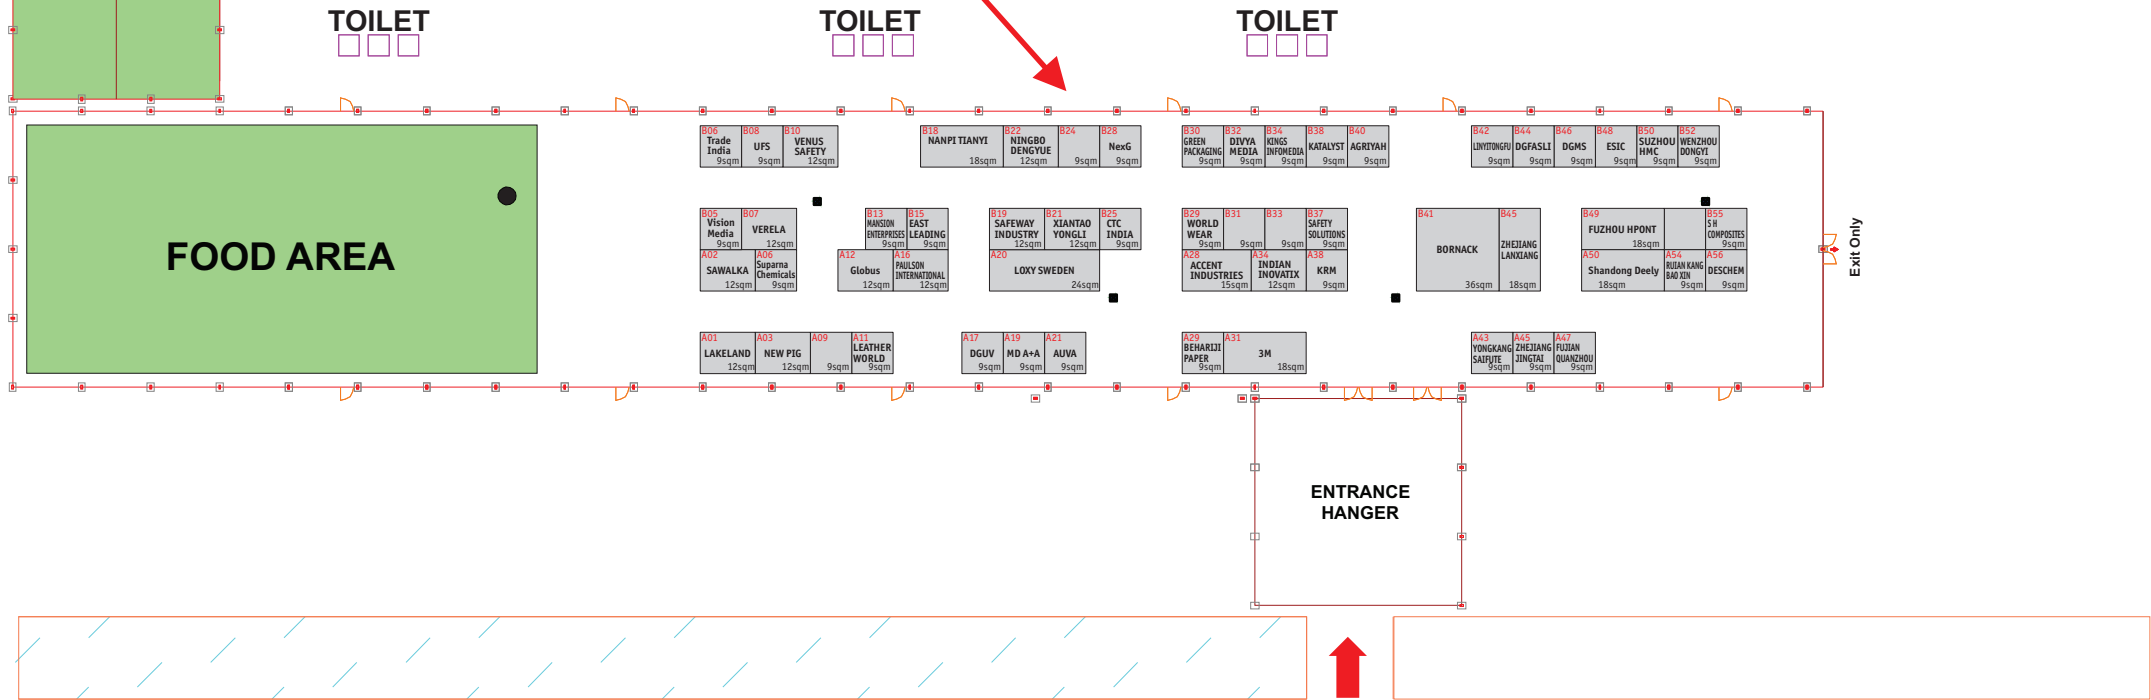 TOILET
TOILET
TOILET
B06
Trade
India
9sqm
B08
UFS
9sqm
B10
VENUS
SAFETY
12sqm
B18
NANPI TIANYI
18sqm
B22
NINGBO
DENGYUE
12sqm
B24
9sqm
B28
NexG
9sqm
B30
GREEN
PACKAGING
9sqm
B32
DIVYA
MEDIA
9sqm
B34
KINGS
INFOMEDIA
9sqm
B38
KATALYST
9sqm
B40
AGRIYAH
9sqm
B42
LINYITONGFU
9sqm
B44
DGFASLI
9sqm
B46
DGMS
9sqm
B48
ESIC
9sqm
B50
SUZHOU
HMC
9sqm
B52
WENZHOU
DONGYI
9sqm
FOOD AREA
B05
Vision
Media
9sqm
B07
VERELA
12sqm
B13
MANSION
ENTERPRISES
9sqm
B15
EAST
LEADING
9sqm
B19
SAFEWAY
INDUSTRY
12sqm
B21
XIANTAO
YONGLI
12sqm
B25
CTC
INDIA
9sqm
B29
WORLD
WEAR
9sqm
B31
9sqm
B33
9sqm
B37
SAFETY
SOLUTIONS
9sqm
B41
BORNACK
36sqm
B45
ZHEJIANG
LANXIANG
18sqm
B49
FUZHOU HPONT
18sqm
B55
S H
COMPOSITES
9sqm
Exit Only
A02
SAWALKA
12sqm
A06
Suparna
Chemicals
9sqm
A12
Globus
12sqm
A16
PAULSON
INTERNATIONAL
12sqm
A20
LOXY SWEDEN
24sqm
A28
ACCENT
INDUSTRIES
15sqm
A34
INDIAN
INOVATIX
12sqm
A38
KRM
9sqm
A50
Shandong Deely
18sqm
A54
RUIAN KANG
BAO XIN
9sqm
A56
DESCHEM
9sqm
A01
LAKELAND
12sqm
A03
NEW PIG
12sqm
A09
9sqm
A11
LEATHER
WORLD
9sqm
A17
DGUV
9sqm
A19
MD A+A
9sqm
A21
AUVA
9sqm
A29
BEHARIJI
PAPER
9sqm
A31
3M
18sqm
A43
YONGKANG
SAIFUTE
9sqm
A45
ZHEJIANG
JINGTAI
9sqm
A47
FUJIAN
QUANZHOU
9sqm
ENTRANCE
HANGER